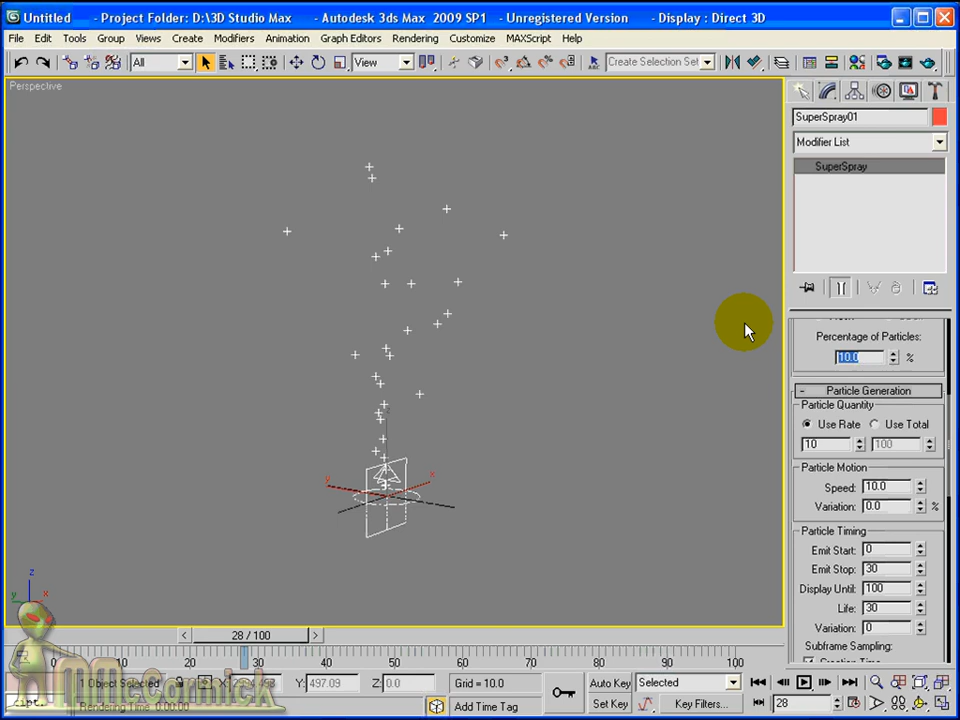 Untitled - Project Folder: D:\3D Studio Max - Autodesk 3ds Max 2009 SP1 - Unregistered Version - Display : Direct 3D
File Edit Tools Group Views Create Modifiers Animation Graph Editors Rendering Customize MAXScript Help
All View Create Selection Set
Perspective
SuperSpray01
Modifier List
SuperSpray
Percentage of Particles:
10.0 %
- Particle Generation
Particle Quantity
Use Rate Use Total
10 100
Particle Motion
Speed: 10.0
Variation: 0.0 %
Particle Timing
Emit Start: 0
Emit Stop: 30
Display Until: 100
Life: 30
Variation: 0
Subframe Sampling:
Creation Time
x y
z
x y
28 / 100
0 10 20 30 40 50 60 70 80 90 100
1 Object Selected Y: 497.09 Z: 0.0 Grid = 10.0 Auto Key Selected
MMcCormick
Rendering Time 0:00:00 Add Time Tag Set Key Key Filters... 28